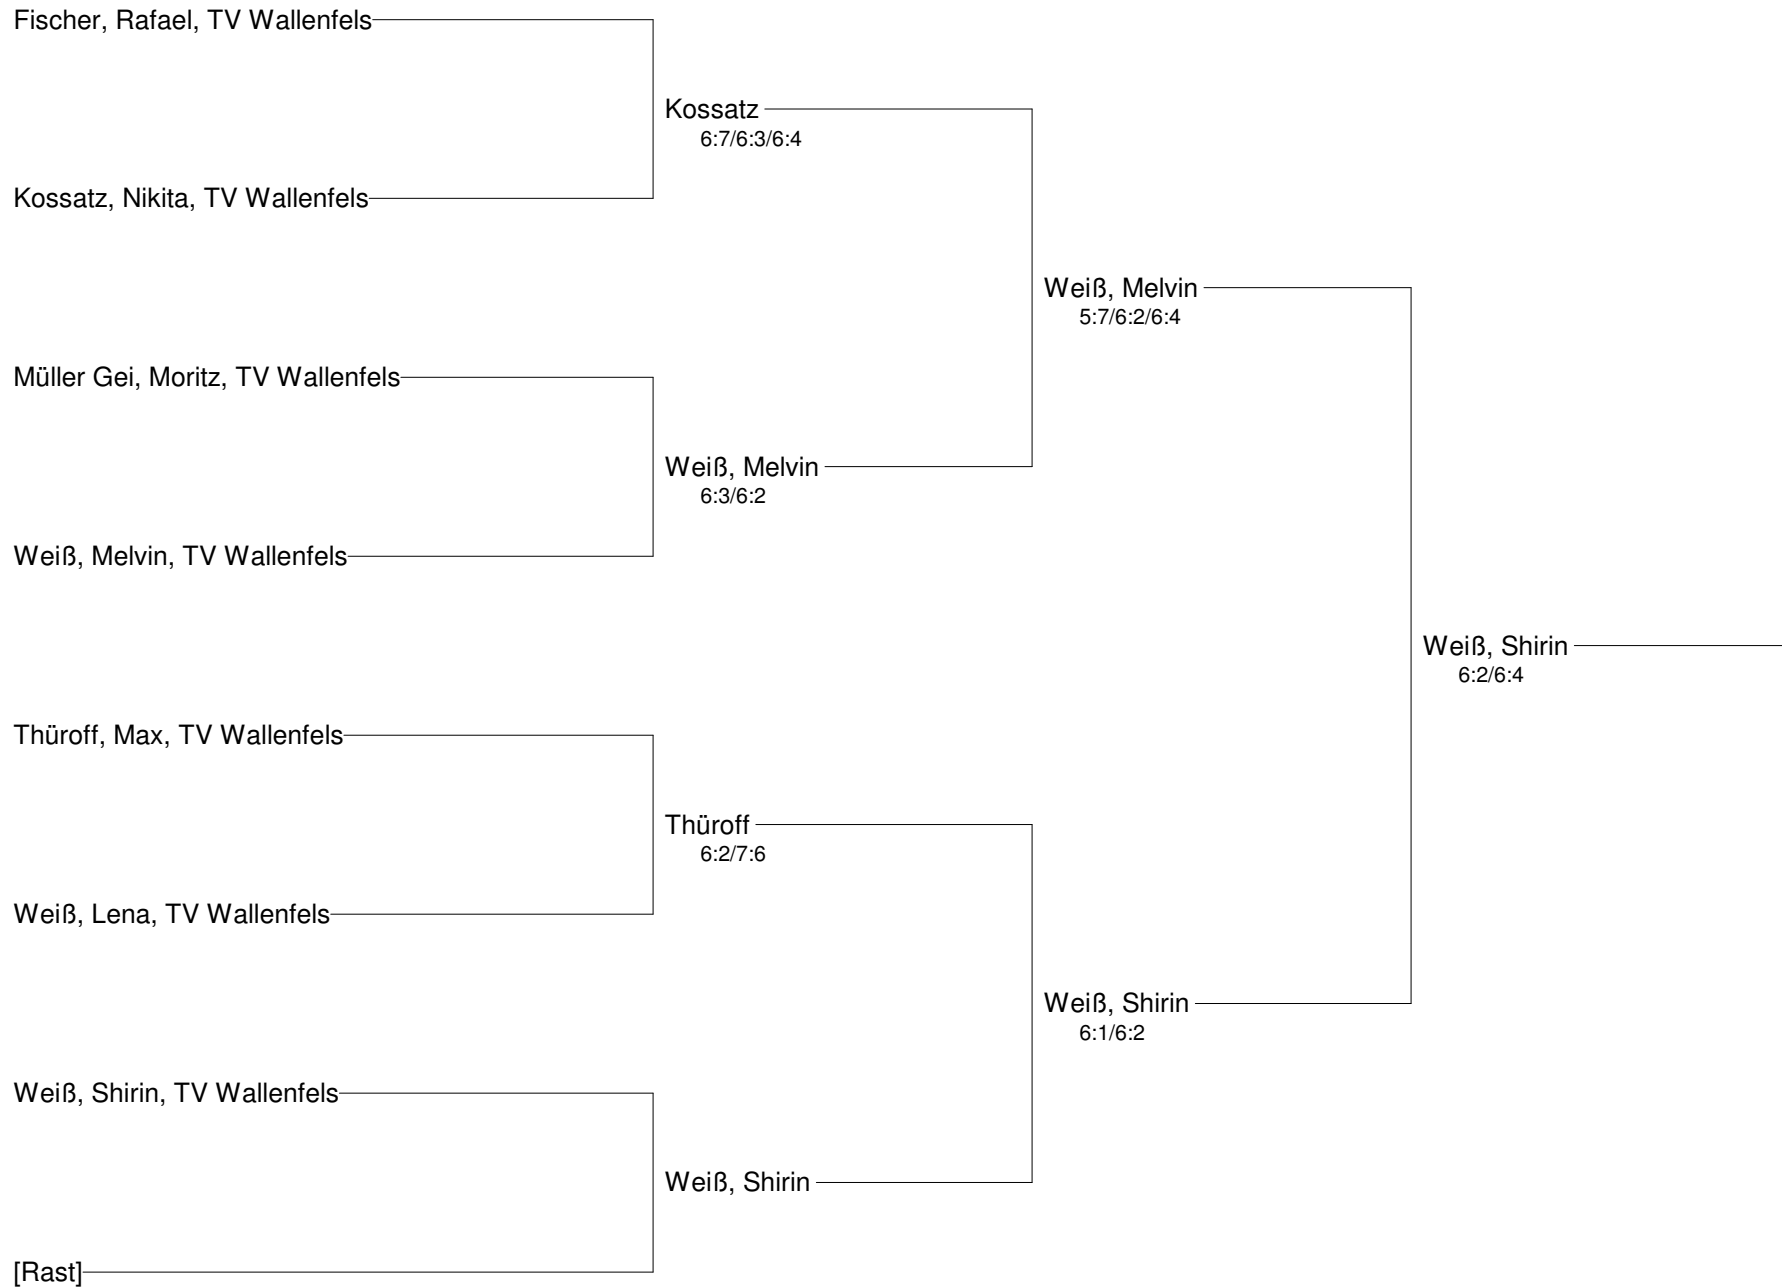 Fischer, Rafael, TV Wallenfels
Kossatz
6:7/6:3/6:4
Kossatz, Nikita, TV Wallenfels
Weiß, Melvin
5:7/6:2/6:4
Müller Gei, Moritz, TV Wallenfels
Weiß, Melvin
6:3/6:2
Weiß, Melvin, TV Wallenfels
Weiß, Shirin
6:2/6:4
Thüroff, Max, TV Wallenfels
Thüroff
6:2/7:6
Weiß, Lena, TV Wallenfels
Weiß, Shirin
6:1/6:2
Weiß, Shirin, TV Wallenfels
Weiß, Shirin
[Rast]